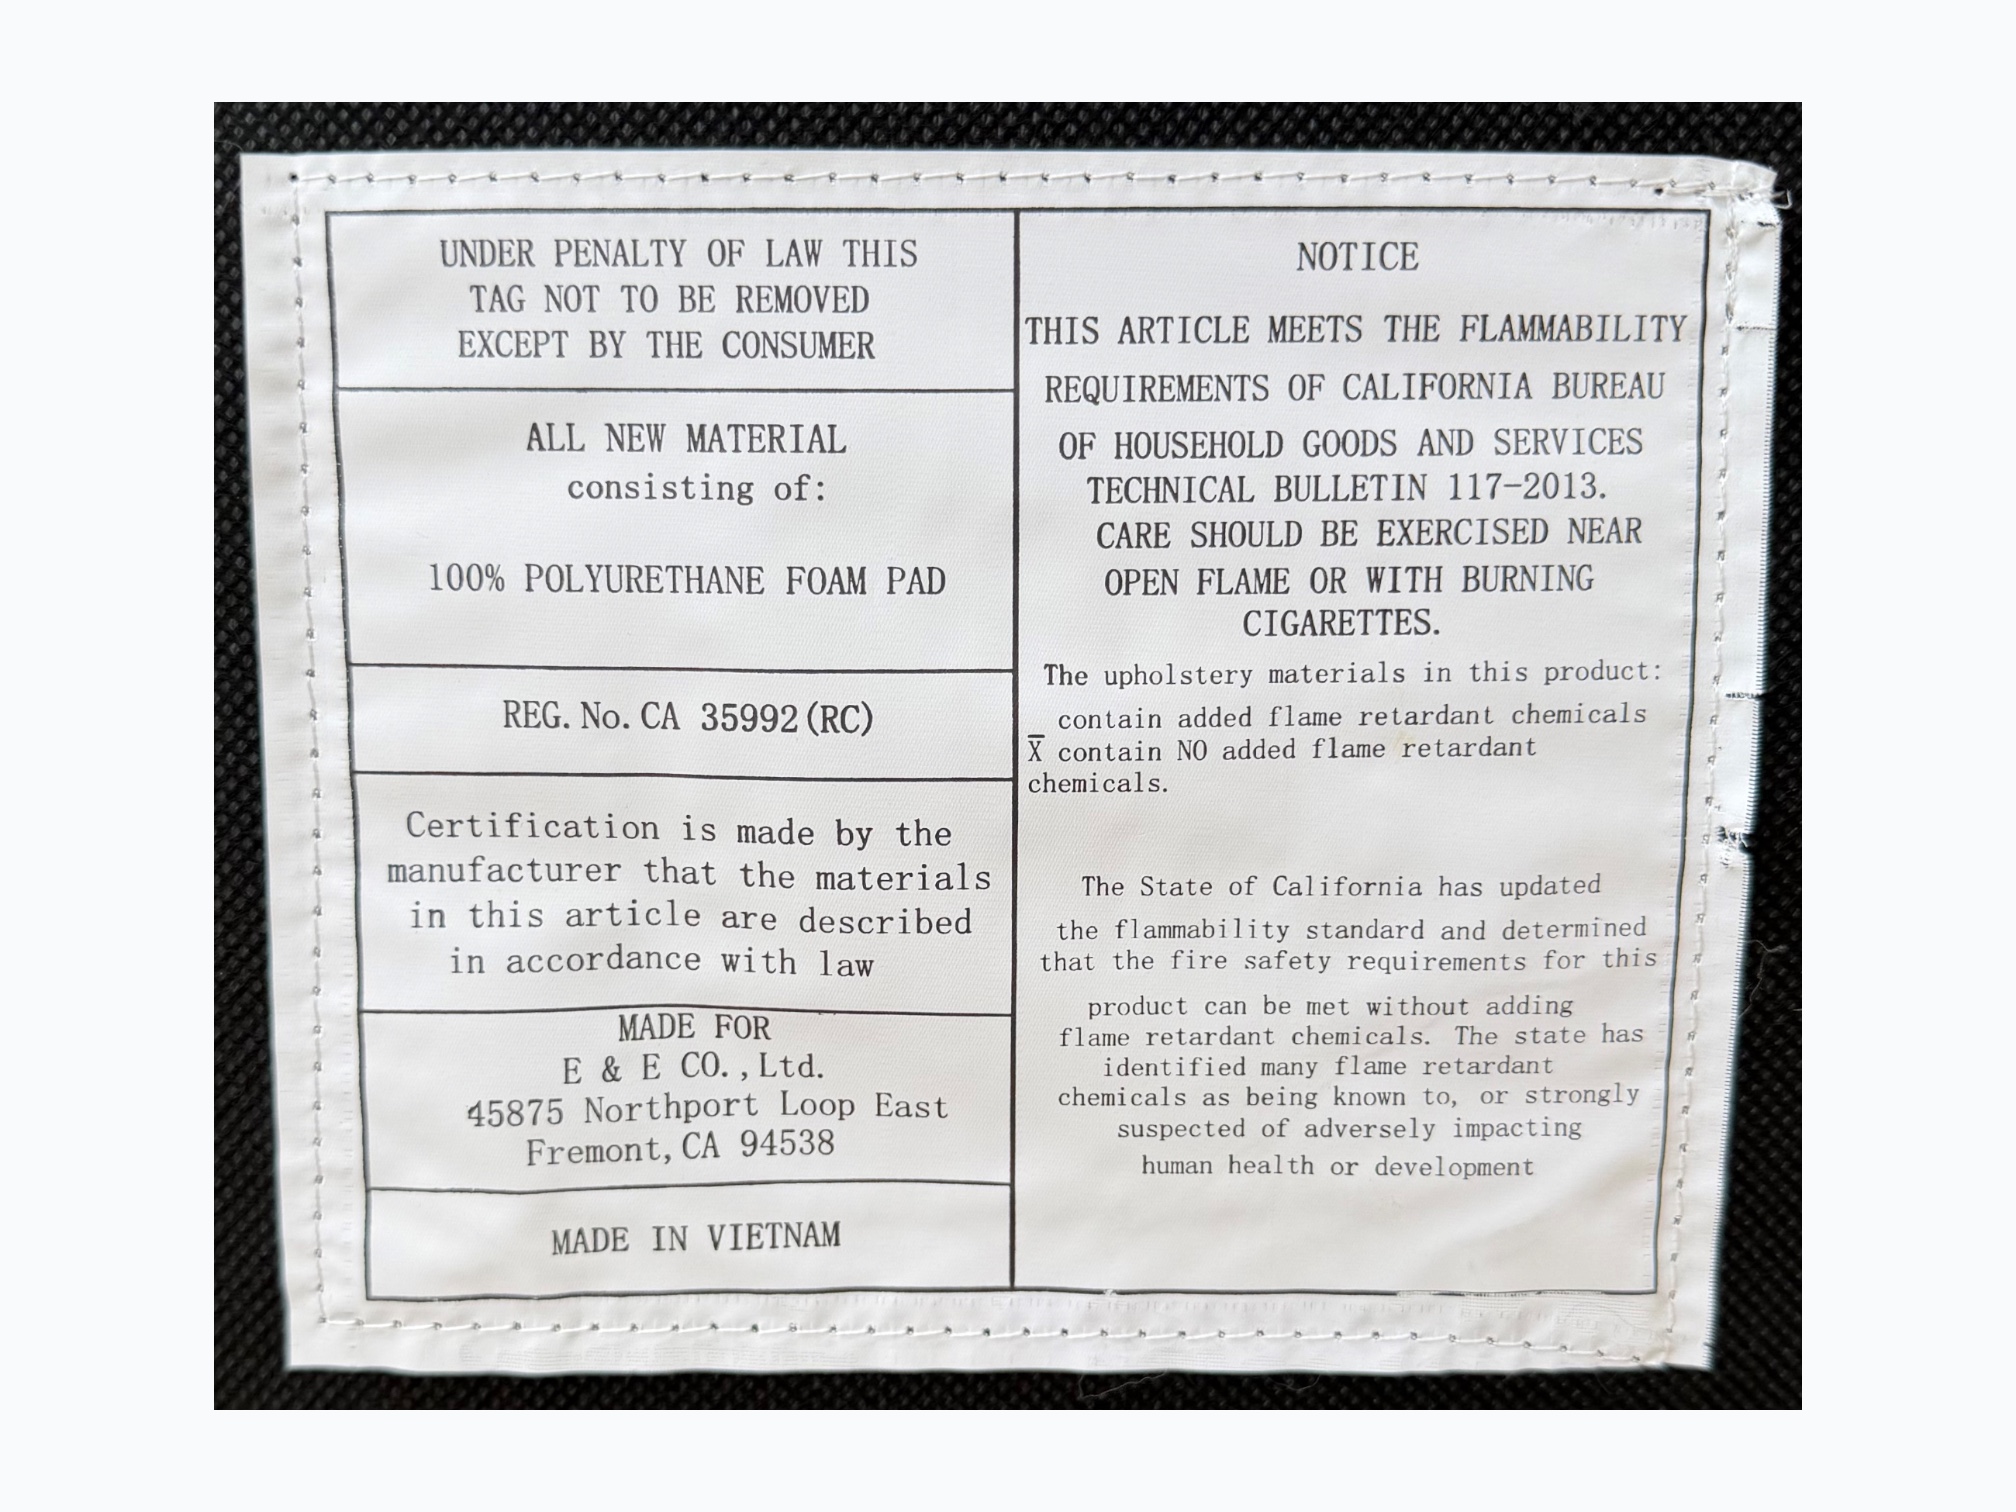 UNDER PENALTY OF LAW THIS
TAG NOT TO BE REMOVED
EXCEPT BY THE CONSUMER
ALL NEW MATERIAL
consisting of:
100% POLYURETHANE FOAM PAD
REG. No. CA 35992(RC)
Certification is made by the
manufacturer that the materials
in this article are described
in accordance with law
MADE FOR
E & E CO.,Ltd.
45875 Northport Loop East
Fremont, CA 94538
MADE IN VIETNAM
NOTICE
THIS ARTICLE MEETS THE FLAMMABILITY
REQUIREMENTS OF CALIFORNIA BUREAU
OF HOUSEHOLD GOODS AND SERVICES
TECHNICAL BULLETIN 117-2013.
CARE SHOULD BE EXERCISED NEAR
OPEN FLAME OR WITH BURNING
CIGARETTES.
The upholstery materials in this product:
_ contain added flame retardant chemicals
X contain NO added flame retardant
chemicals.
The State of California has updated
the flammability standard and determined
that the fire safety requirements for this
product can be met without adding
flame retardant chemicals. The state has
identified many flame retardant
chemicals as being known to, or strongly
suspected of adversely impacting
human health or development